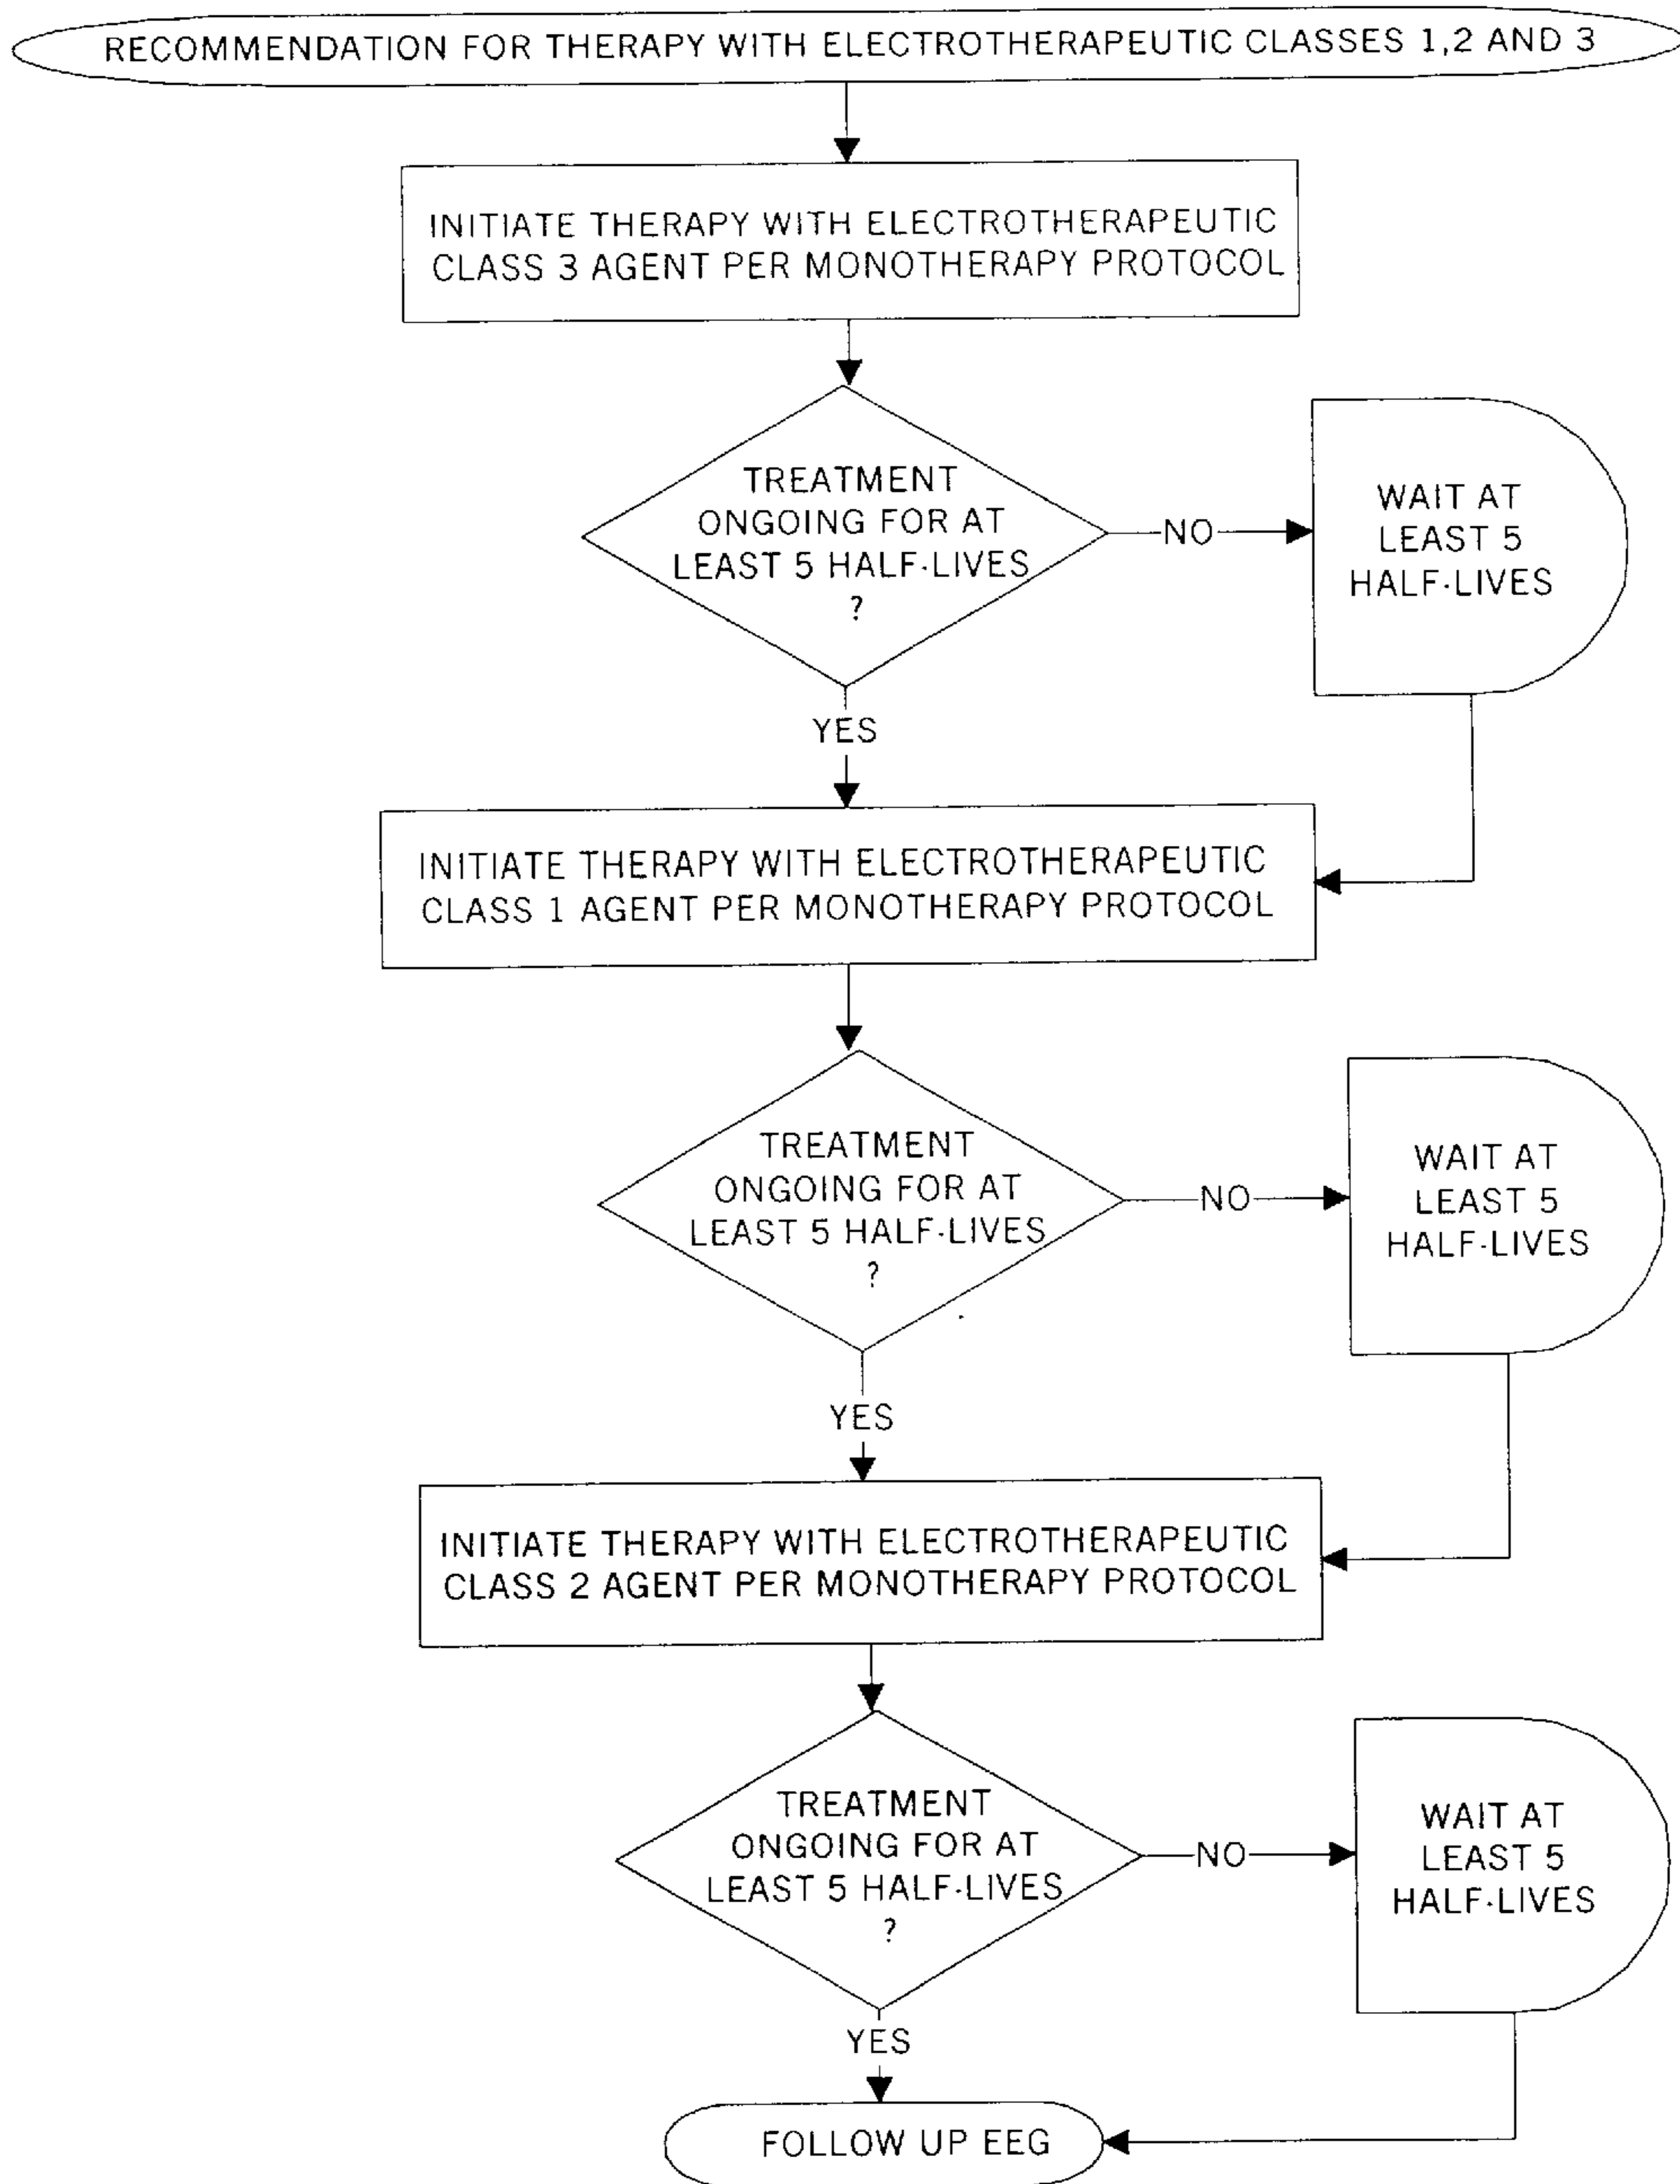 RECOMMENDATION FOR THERAPY WITH ELECTROTHERAPEUTIC CLASSES 1,2 AND 3
INITIATE THERAPY WITH ELECTROTHERAPEUTIC
CLASS 3 AGENT PER MONOTHERAPY PROTOCOL
TREATMENT
ONGOING FOR AT
LEAST 5 HALF-LIVES
?
NO
WAIT AT
LEAST 5
HALF-LIVES
YES
INITIATE THERAPY WITH ELECTROTHERAPEUTIC
CLASS 1 AGENT PER MONOTHERAPY PROTOCOL
TREATMENT
ONGOING FOR AT
LEAST 5 HALF-LIVES
?
NO
WAIT AT
LEAST 5
HALF-LIVES
YES
INITIATE THERAPY WITH ELECTROTHERAPEUTIC
CLASS 2 AGENT PER MONOTHERAPY PROTOCOL
TREATMENT
ONGOING FOR AT
LEAST 5 HALF-LIVES
?
NO
WAIT AT
LEAST 5
HALF-LIVES
YES
FOLLOW UP EEG